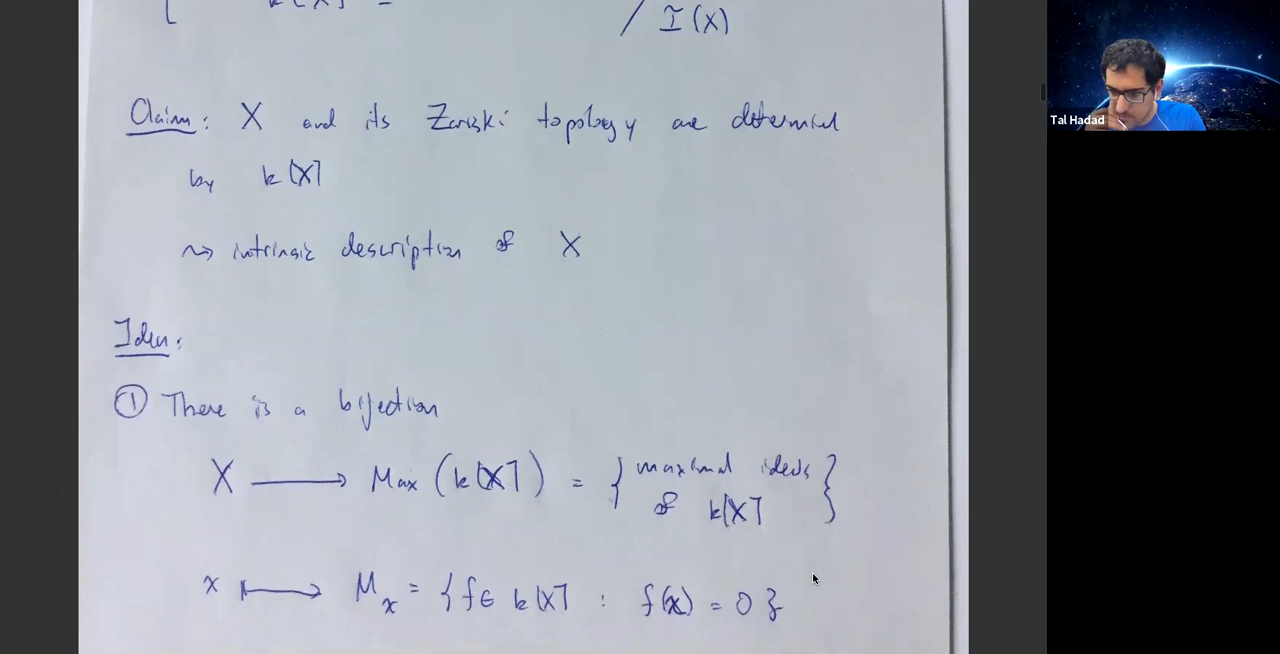 k[X] =
/ I(X)
Tal Hadad
Claim: X and its Zariski topology are determined
by k[X]
⇝ intrinsic description of X
Idea:
① There is a bijection
X ⟶ Max (k[X]) = { maximal ideals of k[X] }
x ⟼ M_x = { f ∈ k[X] : f(x) = 0 }